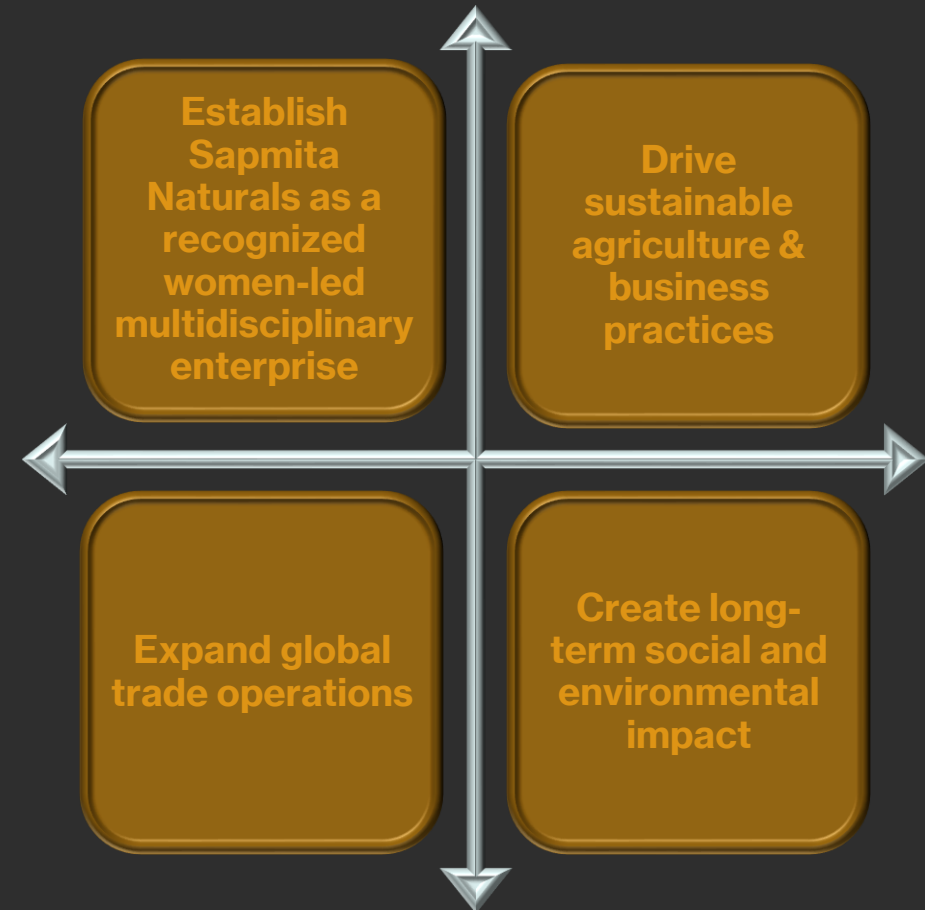 Establish
Sapmita
Naturals as a
recognized
women-led
multidisciplinary
enterprise
Drive
sustainable
agriculture &
business
practices
Expand global
trade operations
Create long-
term social and
environmental
impact